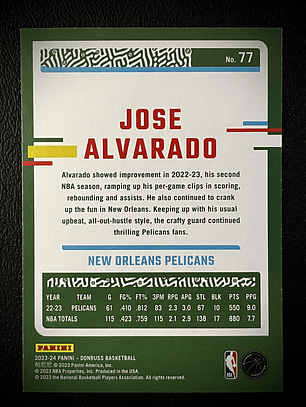 No. 77
JOSE
ALVARADO
Alvarado showed improvement in 2022-23, his second
NBA season, ramping up his per-game clips in scoring,
rebounding and assists. He also continued to crank
up the fun in New Orleans. Keeping up with his usual
upbeat, all-out-hustle style, the crafty guard continued
thrilling Pelicans fans.
NEW ORLEANS PELICANS
YEAR TEAM G FG% FT% 3PM RPG APG STL BLK PTS PPG
22-23 PELICANS 61 .410 .812 83 2.3 3.0 67 10 550 9.0
NBA TOTALS 115 .423 .759 115 2.1 2.9 138 17 880 7.7
PANINI
2023-24 PANINI – DONRUSS BASKETBALL
© 2023 Panini America, Inc.
© 2023 NBA Properties, Inc. Produced in the USA.
© 2023 the National Basketball Players Association. All rights reserved.